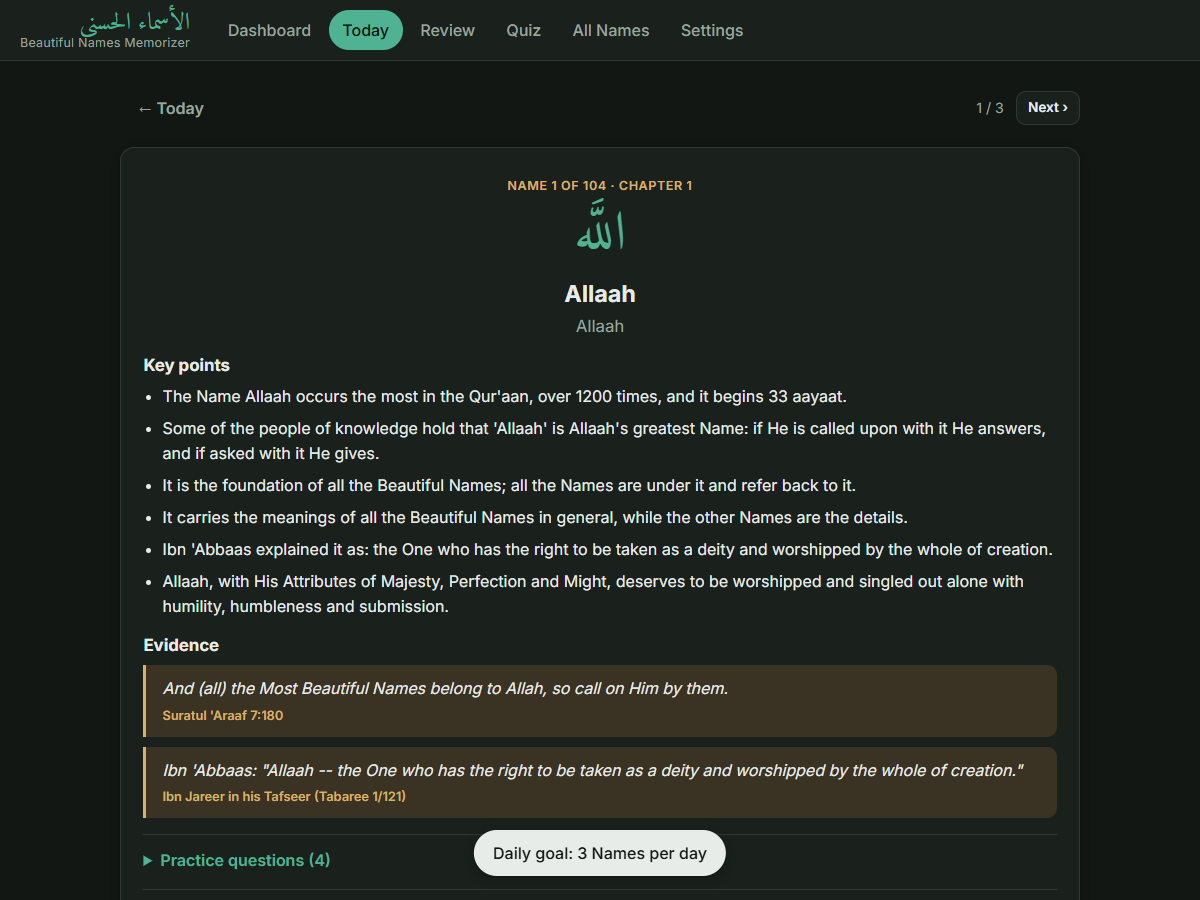 الأسماء الحسنى
Beautiful Names Memorizer
Dashboard
Today
Review
Quiz
All Names
Settings
← Today
1 / 3
Next ›
NAME 1 OF 104 · CHAPTER 1
اللَّه
Allaah
Allaah
Key points
• The Name Allaah occurs the most in the Qur'aan, over 1200 times, and it begins 33 aayaat.
• Some of the people of knowledge hold that 'Allaah' is Allaah's greatest Name: if He is called upon with it He answers,
and if asked with it He gives.
• It is the foundation of all the Beautiful Names; all the Names are under it and refer back to it.
• It carries the meanings of all the Beautiful Names in general, while the other Names are the details.
• Ibn 'Abbaas explained it as: the One who has the right to be taken as a deity and worshipped by the whole of creation.
• Allaah, with His Attributes of Majesty, Perfection and Might, deserves to be worshipped and singled out alone with
humility, humbleness and submission.
Evidence
And (all) the Most Beautiful Names belong to Allah, so call on Him by them.
Suratul 'Araaf 7:180
Ibn 'Abbaas: "Allaah -- the One who has the right to be taken as a deity and worshipped by the whole of creation."
Ibn Jareer in his Tafseer (Tabaree 1/121)
▶ Practice questions (4)
Daily goal: 3 Names per day